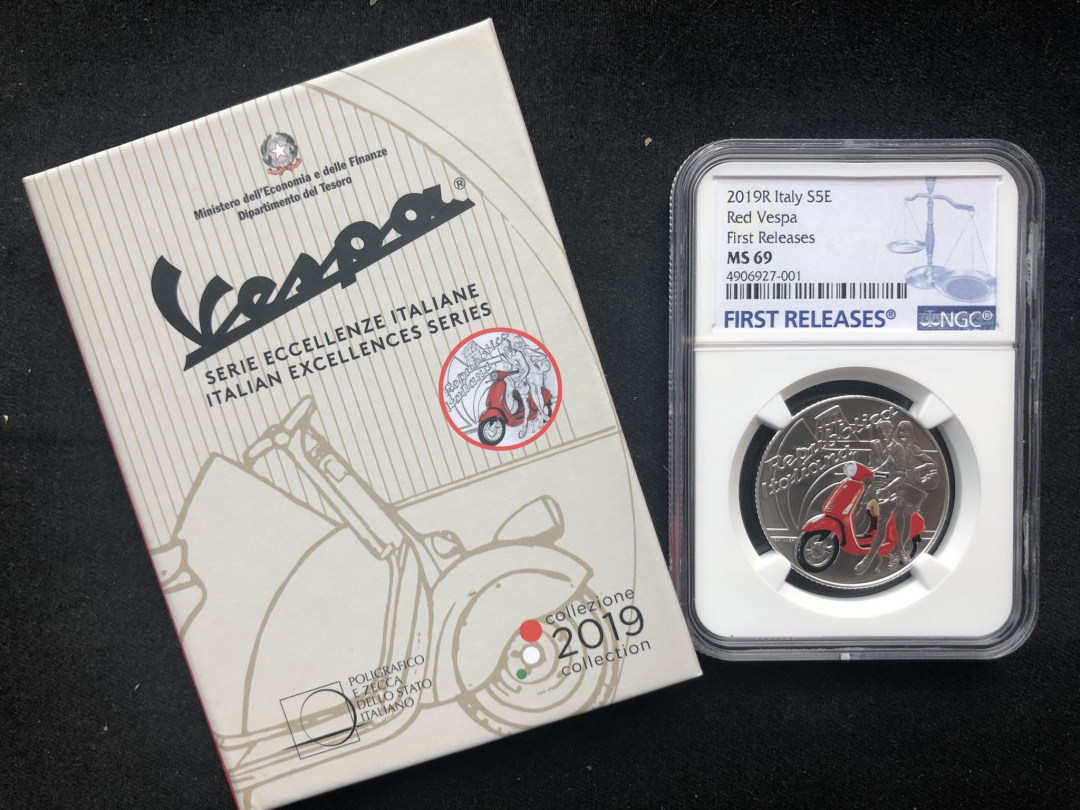 Ministero dell'Economia e delle Finanze
Dipartimento del Tesoro
Vespa®
SERIE ECCELLENZE ITALIANE
ITALIAN EXCELLENCES SERIES
Repubblica
Italiana
collezione
2019
collection
POLIGRAFICO
E ZECCA
DELLO STATO
ITALIANO
2019R Italy S5E
Red Vespa
First Releases
MS 69
4906927-001
FIRST RELEASES®
NGC®
Repubblica
Italiana